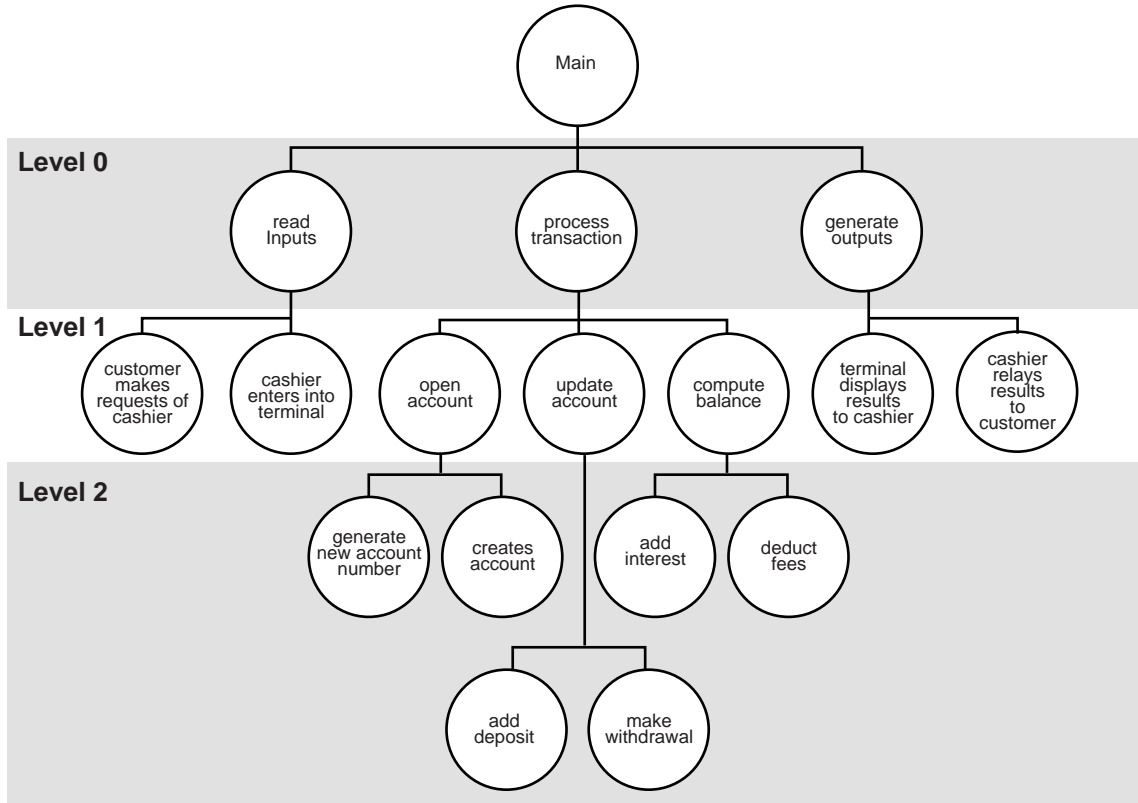 Main
Level 0
read
Inputs
process
transaction
generate
outputs
Level 1
customer
makes
requests of
cashier
cashier
enters into
terminal
open
account
update
account
compute
balance
terminal
displays
results
to cashier
cashier
relays
results
to
customer
Level 2
generate
new account
number
creates
account
add
interest
deduct
fees
add
deposit
make
withdrawal